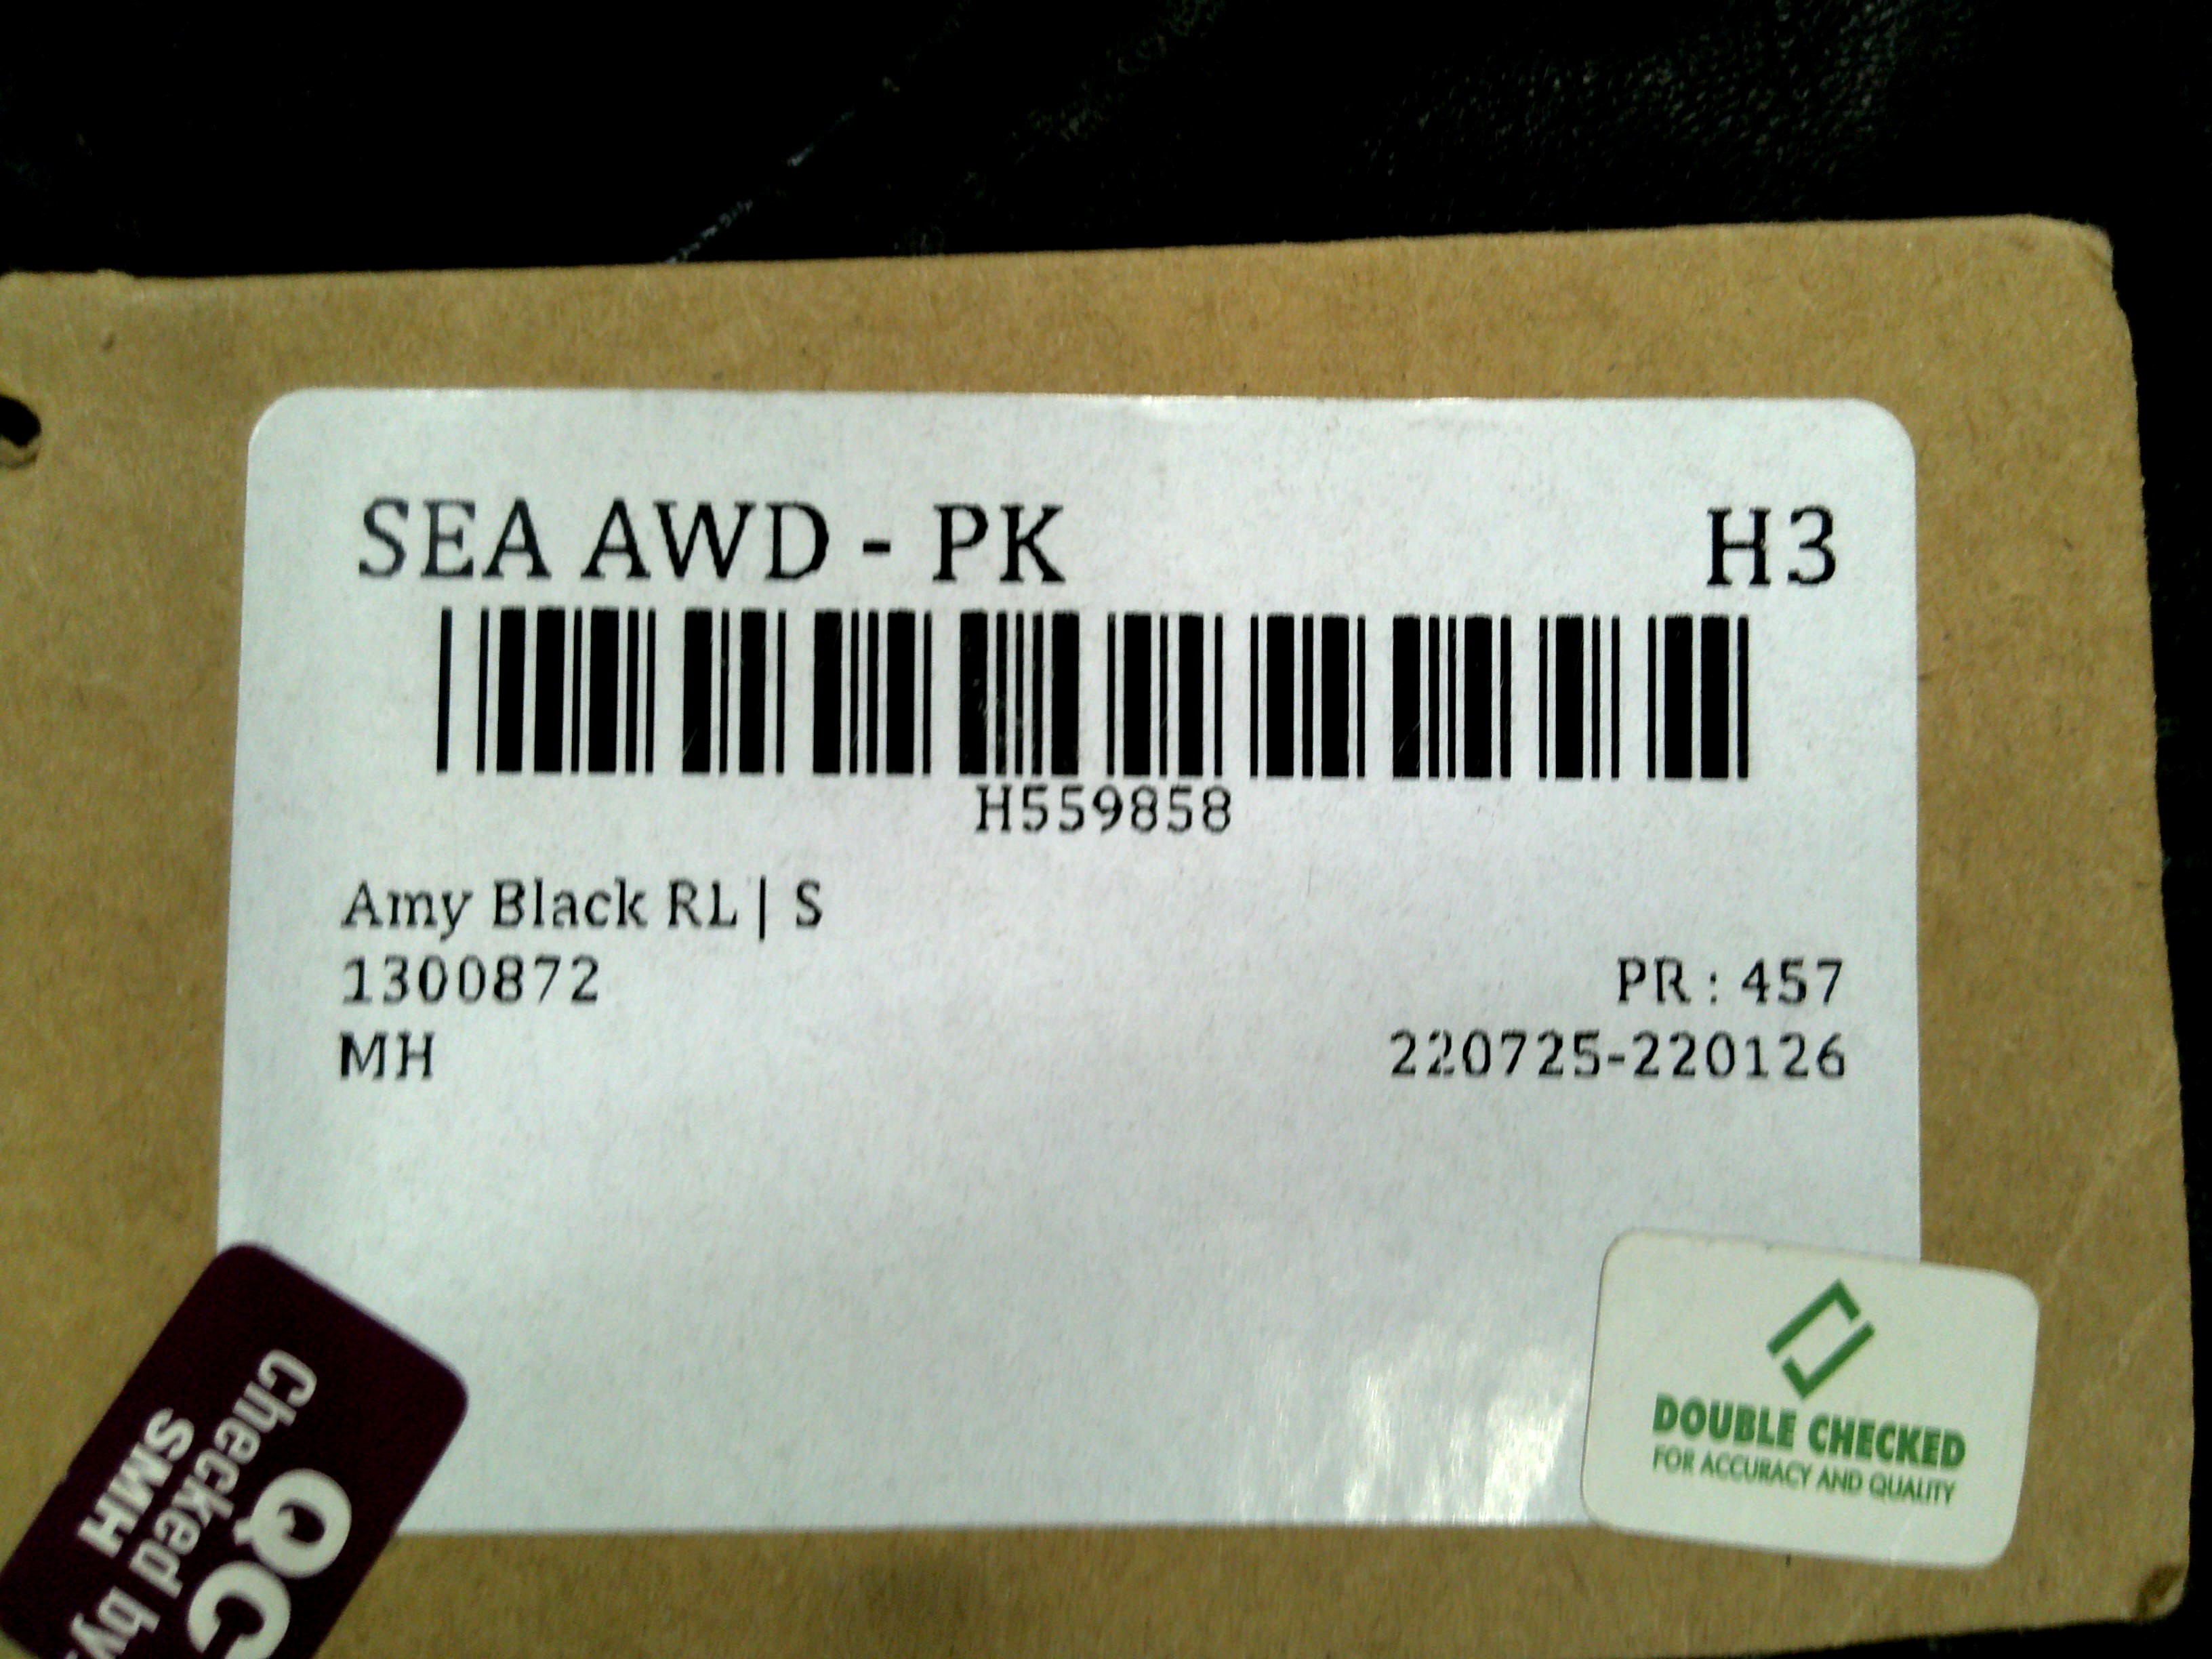 SEA AWD - PK H3
H559858
Amy Black RL | S
1300872 PR : 457
MH 220725-220126
QC
Checked by:
SMH
DOUBLE CHECKED
FOR ACCURACY AND QUALITY